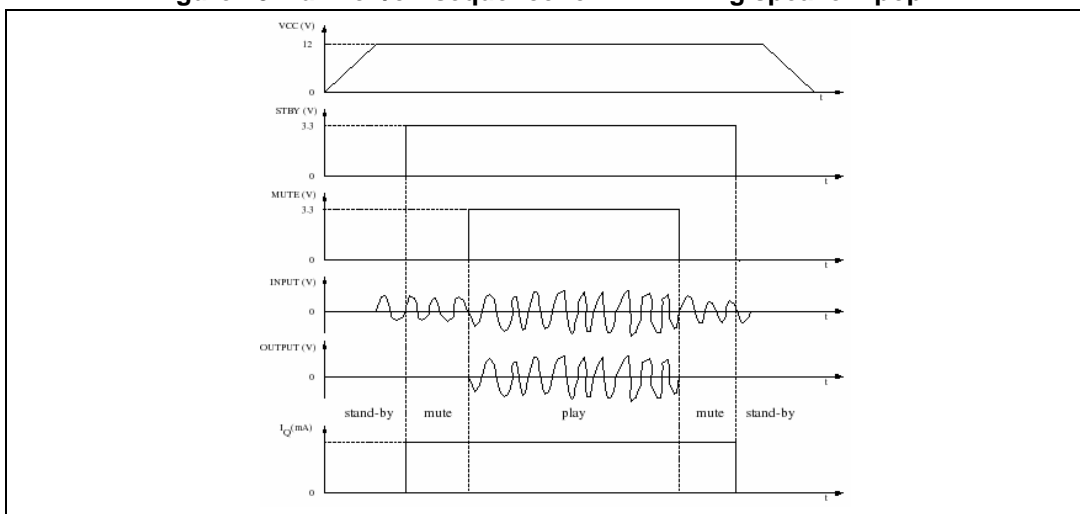 VCC (V)
12
0
t
STBY (V)
3.3
0
t
MUTE (V)
3.3
0
t
INPUT (V)
0
t
OUTPUT (V)
0
t
stand-by mute play mute stand-by
IQ(mA)
0
t